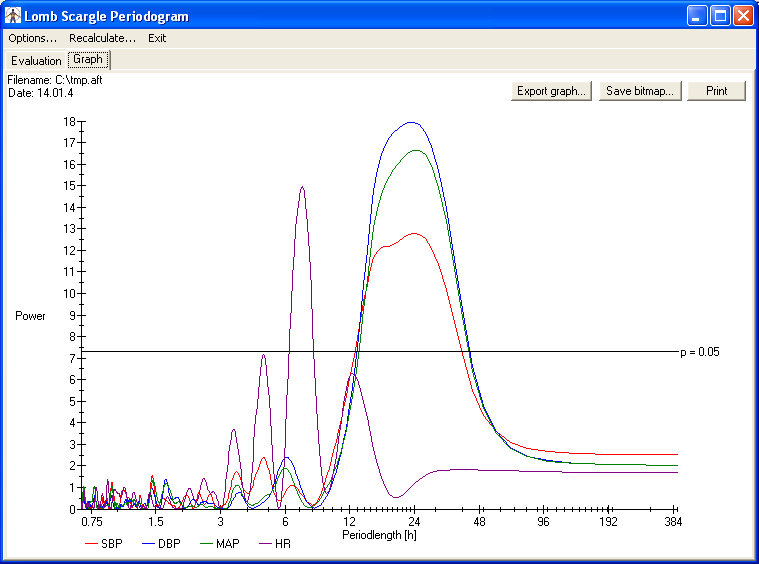 Lomb Scargle Periodogram
Options... Recalculate... Exit
Evaluation Graph
Filename: C:\tmp.aft
Date: 14.01.4
Export graph... Save bitmap... Print
18
17
16
15
14
13
12
11
10
9
8
7
6
5
4
3
2
1
0
Power
p = 0.05
0.75 1.5 3 6 12 24 48 96 192 384
Periodlength [h]
SBP DBP MAP HR